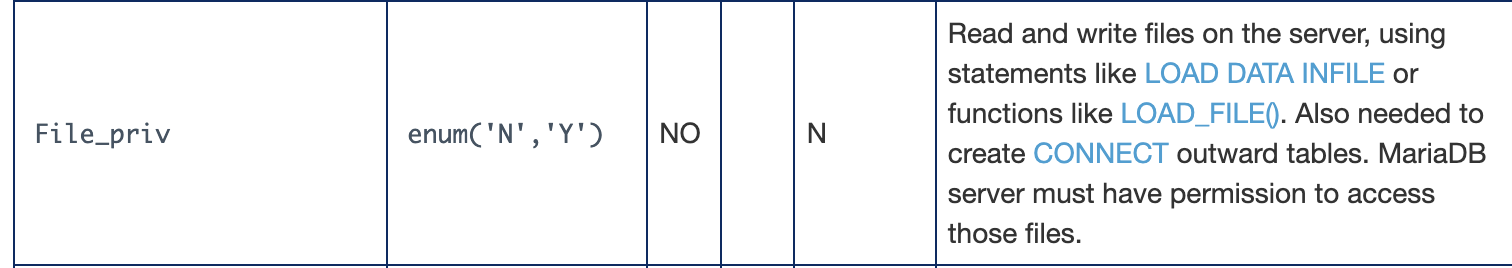 File_priv
enum('N','Y')
NO
N
Read and write files on the server, using
statements like LOAD DATA INFILE or
functions like LOAD_FILE(). Also needed to
create CONNECT outward tables. MariaDB
server must have permission to access
those files.